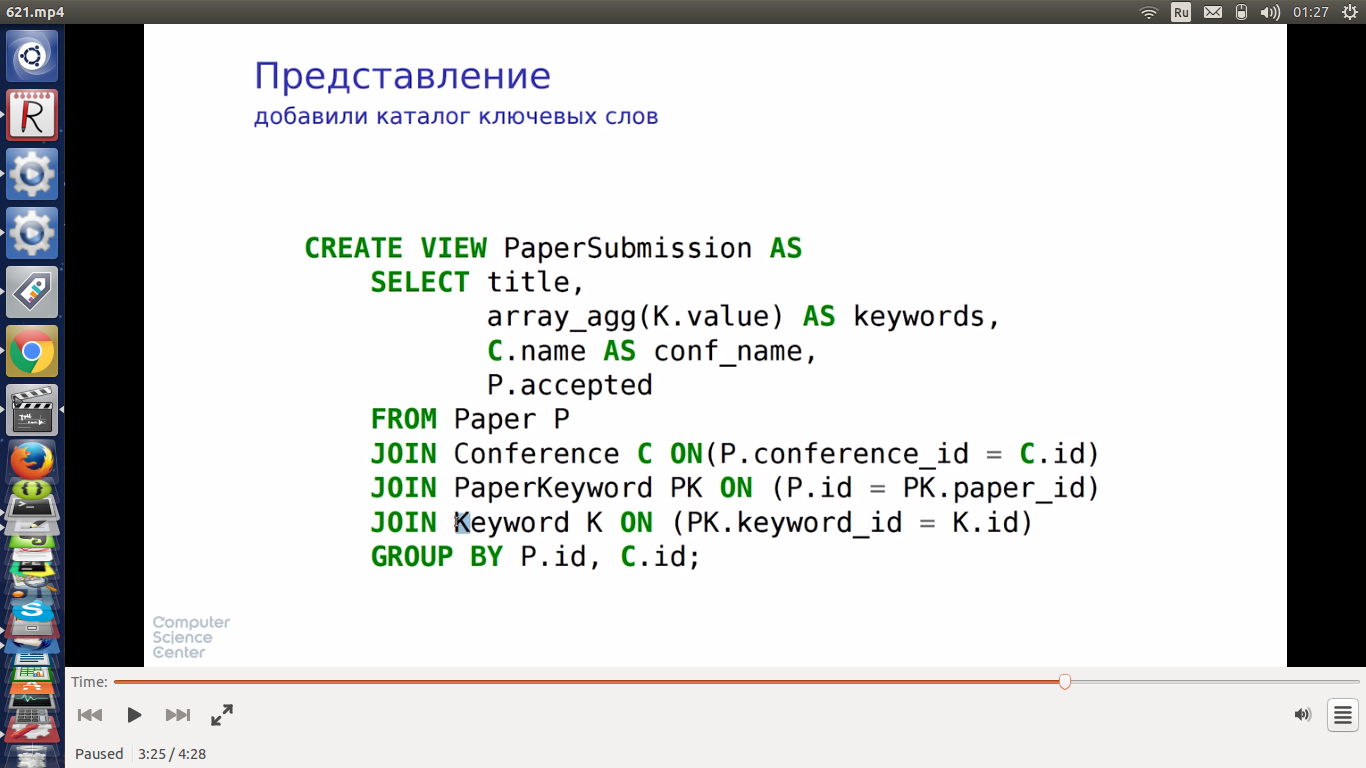 621.mp4
Ru
01:27
Представление
добавили каталог ключевых слов
CREATE VIEW PaperSubmission AS
SELECT title,
array_agg(K.value) AS keywords,
C.name AS conf_name,
P.accepted
FROM Paper P
JOIN Conference C ON(P.conference_id = C.id)
JOIN PaperKeyword PK ON (P.id = PK.paper_id)
JOIN Keyword K ON (PK.keyword_id = K.id)
GROUP BY P.id, C.id;
Computer
Science
Center
Time:
Paused 3:25 / 4:28